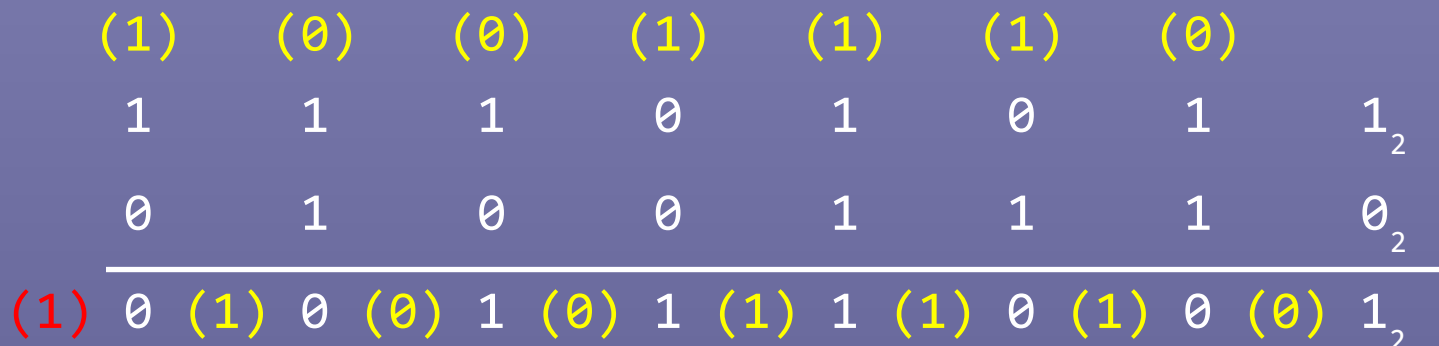 (1) (0) (0) (1) (1) (1) (0)
1 1 1 0 1 0 1 1₂
0 1 0 0 1 1 1 0₂
(1) 0 (1) 0 (0) 1 (0) 1 (1) 1 (1) 0 (1) 0 (0) 1₂